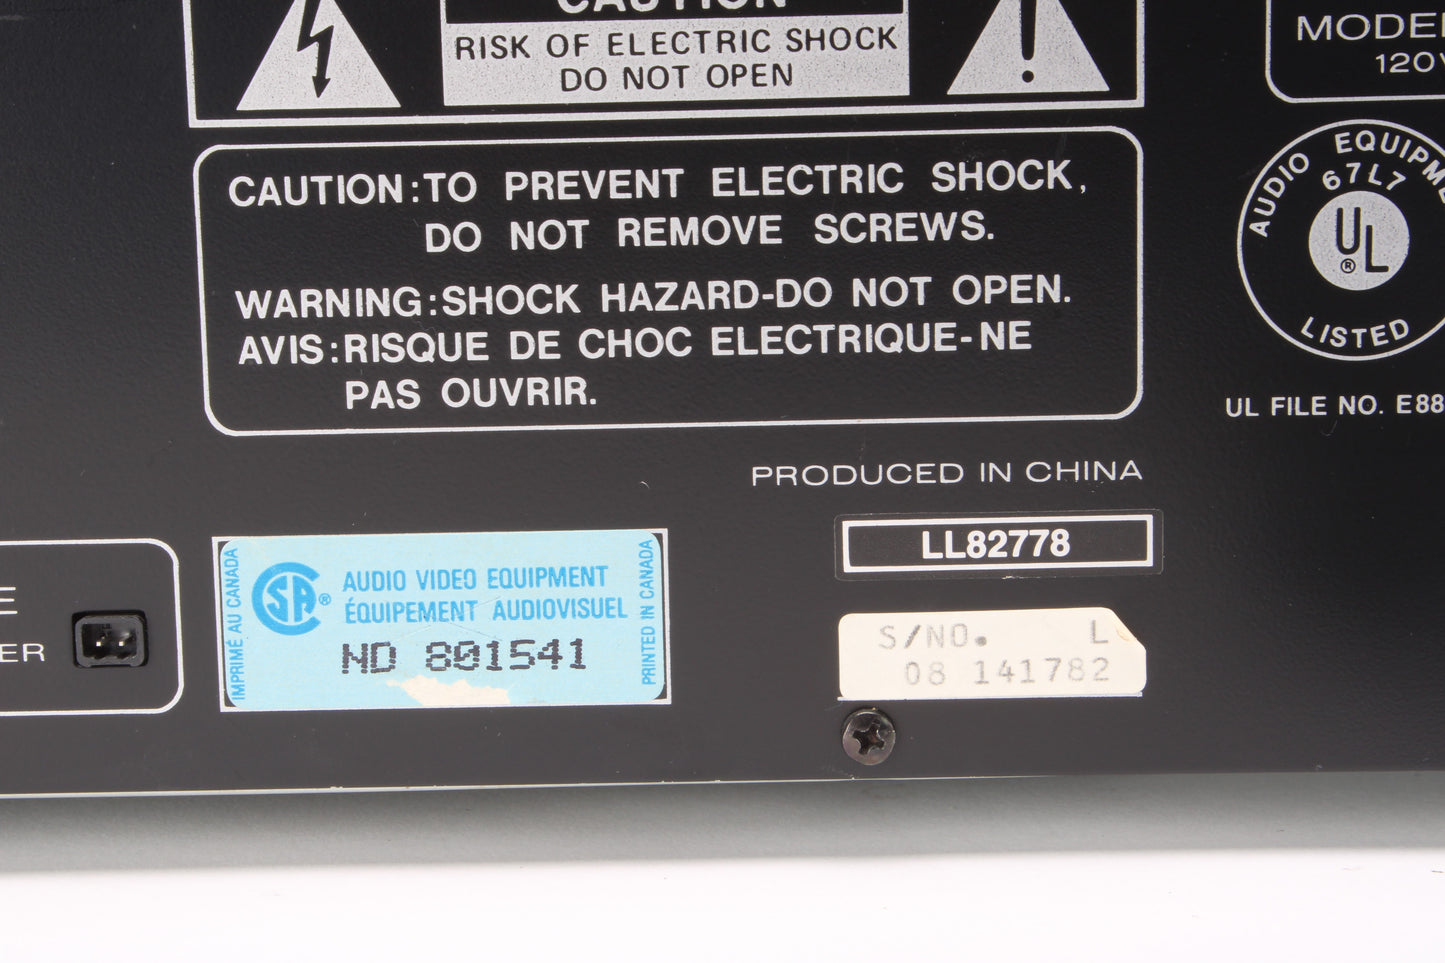 CAUTION
RISK OF ELECTRIC SHOCK
DO NOT OPEN
CAUTION:TO PREVENT ELECTRIC SHOCK,
DO NOT REMOVE SCREWS.
WARNING:SHOCK HAZARD-DO NOT OPEN.
AVIS:RISQUE DE CHOC ELECTRIQUE-NE
PAS OUVRIR.
120V
AUDIO
67L7
UL®
LISTED
UL FILE NO.
PRODUCED IN CHINA
LL82778
IMPRIMÉ AU CANADA
SA®
AUDIO VIDEO EQUIPMENT
ÉQUIPEMENT AUDIOVISUEL
ND 801541
PRINTED IN CANADA
S/NO. L
08 141782